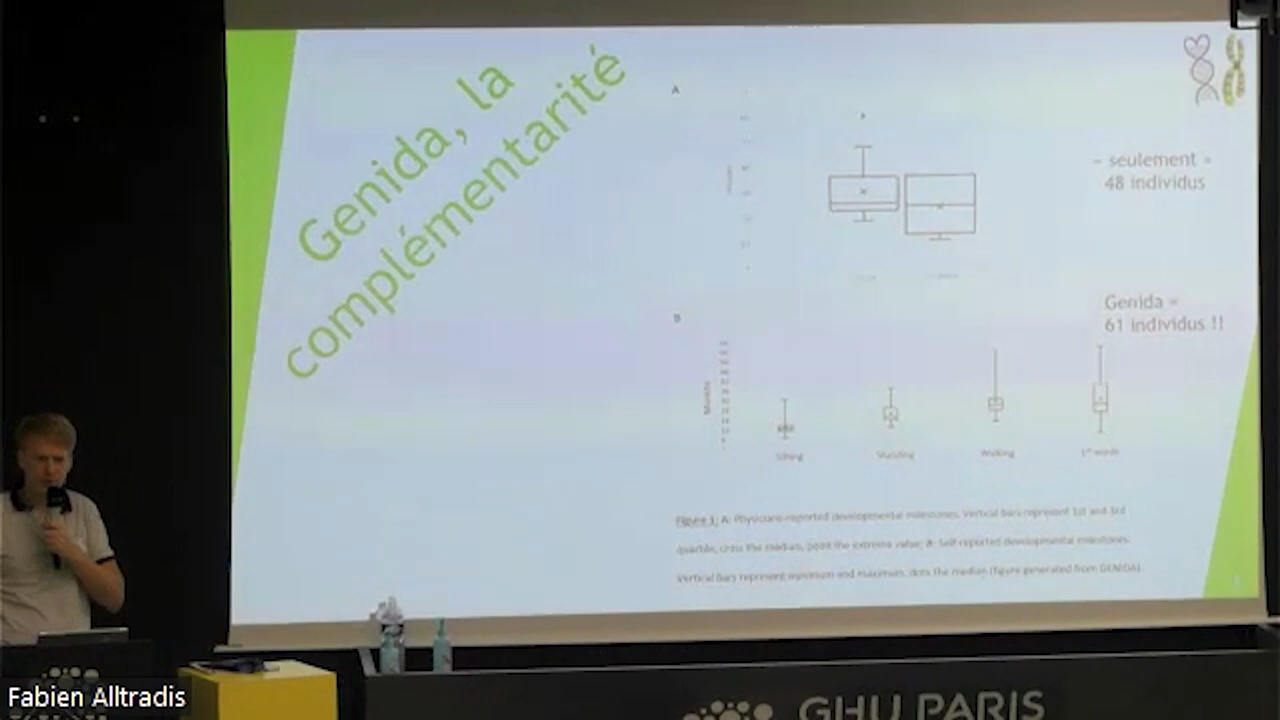 Genida, la
complémentarité
A
- seulement =
48 individus
Genida =
61 individus !!
B
Months
Sitting
Standing
Walking
1st words
Figure 1: A: Physicians-reported developmental milestones. Vertical bars represent 1st and 3rd
quartile, cross the median, point the extreme value; B: Self-reported developmental milestones.
Vertical Bars represent minimum and maximum, dots the median (figure generated from GENIDA)
Fabien Alltradis
GHU PARIS